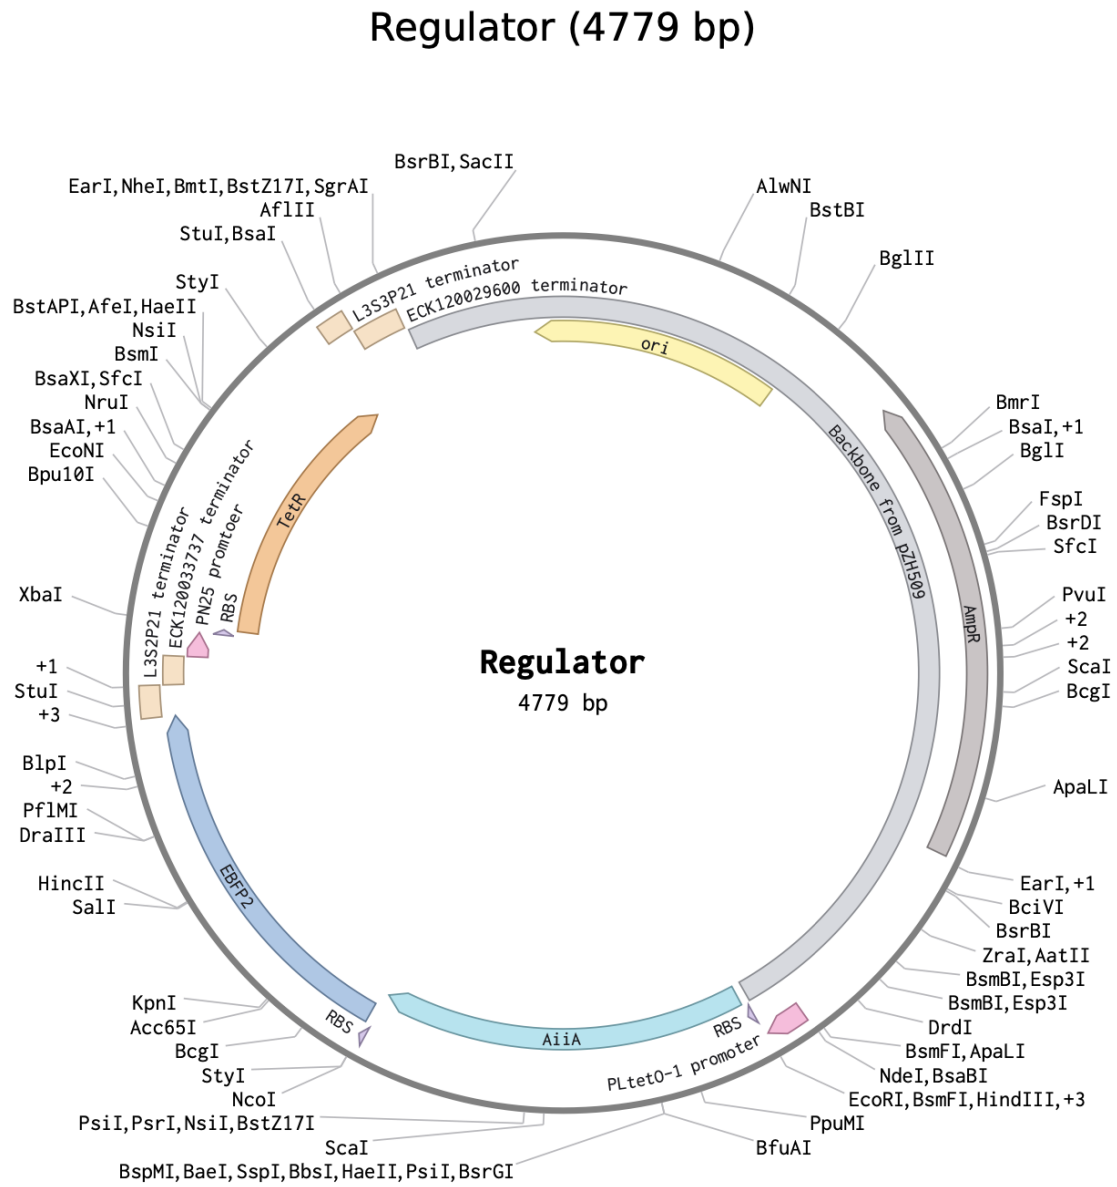 Regulator (4779 bp)
BsrBI,SacII
EarI,NheI,BmtI,BstZ17I,SgrAI
AflII
StuI,BsaI
StyI
BstAPI,AfeI,HaeII
NsiI
BsmI
BsaXI,SfcI
NruI
BsaAI,+1
EcoNI
Bpu10I
XbaI
+1
StuI
+3
BlpI
+2
PflMI
DraIII
HincII
SalI
KpnI
Acc65I
BcgI
StyI
NcoI
PsiI,PsrI,NsiI,BstZ17I
ScaI
BspMI,BaeI,SspI,BbsI,HaeII,PsiI,BsrGI
AlwNI
BstBI
BglII
BmrI
BsaI,+1
BglI
FspI
BsrDI
SfcI
PvuI
+2
+2
ScaI
BcgI
ApaLI
EarI,+1
BciVI
BsrBI
ZraI,AatII
BsmBI,Esp3I
BsmBI,Esp3I
DrdI
BsmFI,ApaLI
NdeI,BsaBI
EcoRI,BsmFI,HindIII,+3
PpuMI
BfuAI
L3S3P21 terminator
ECK120029600 terminator
ori
Backbone from pZH509
AmpR
TetR
L3S2P21 terminator
ECK120033737 terminator
PN25 promtoer
RBS
EBFP2
RBS
AiiA
RBS
PLtetO-1 promoter
Regulator
4779 bp